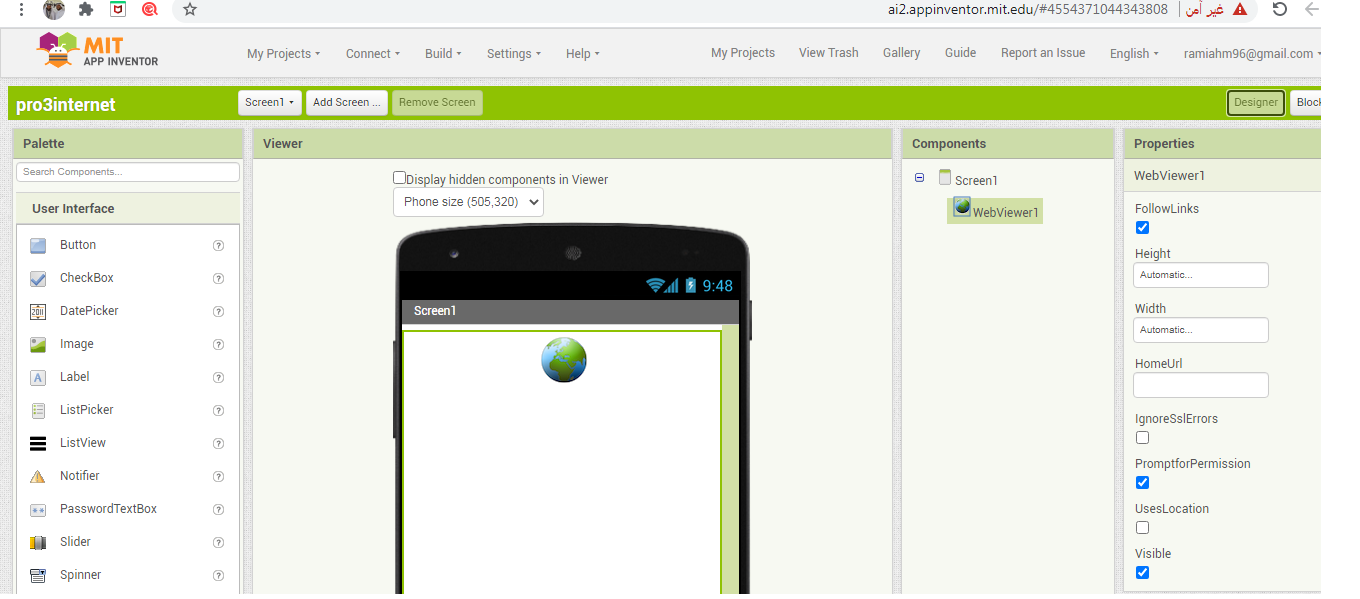 ai2.appinventor.mit.edu/#4554371044343808
غير آمن
MIT
APP INVENTOR
My Projects
Connect
Build
Settings
Help
My Projects
View Trash
Gallery
Guide
Report an Issue
English
ramiahm96@gmail.com
pro3internet
Screen1
Add Screen ...
Remove Screen
Designer
Block
Palette
Search Components...
User Interface
Button
CheckBox
DatePicker
Image
Label
ListPicker
ListView
Notifier
PasswordTextBox
Slider
Spinner
Viewer
Display hidden components in Viewer
Phone size (505,320)
9:48
Screen1
Components
Screen1
WebViewer1
Properties
WebViewer1
FollowLinks
Height
Automatic...
Width
Automatic...
HomeUrl
IgnoreSslErrors
PromptforPermission
UsesLocation
Visible